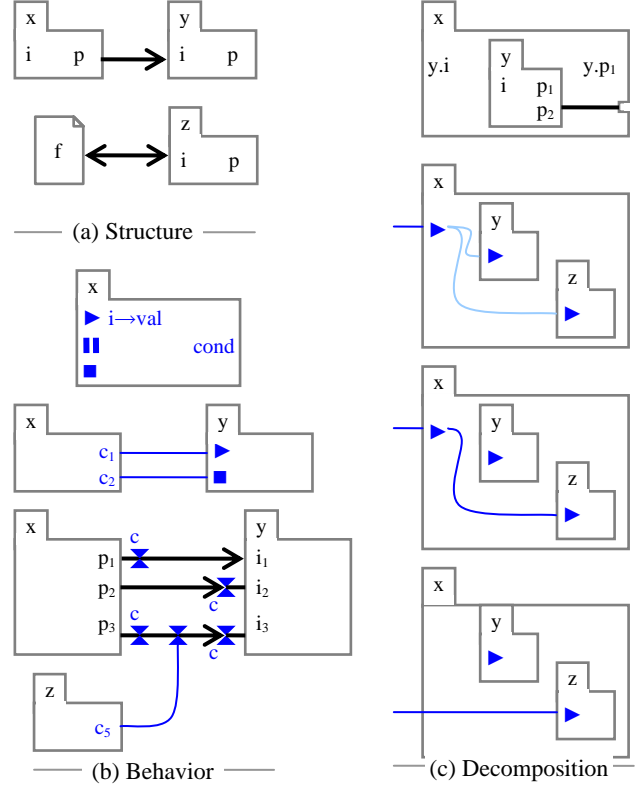 x
y
i p
i p
f
z
i p
(a) Structure
x
i→val
cond
x
y
c₁
c₂
x
y
c
p₁
i₁
p₂
i₂
c
c
p₃
i₃
c
z
c₅
(b) Behavior
x
y.i
y
y.p₁
i
p₁
p₂
x
y
z
x
y
z
x
y
z
(c) Decomposition